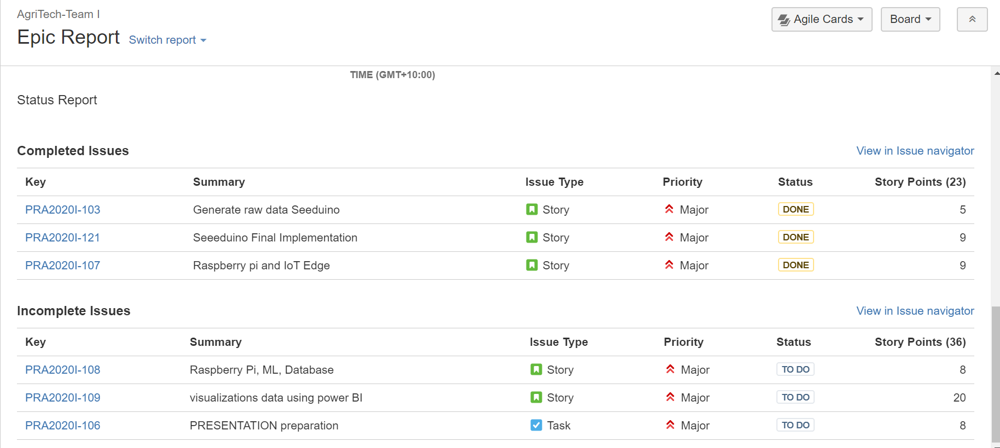 AgriTech-Team I
Epic Report Switch report
Agile Cards Board
TIME (GMT+10:00)
Status Report
Completed Issues View in Issue navigator
Key Summary Issue Type Priority Status Story Points (23)
PRA2020I-103 Generate raw data Seeduino Story Major DONE 5
PRA2020I-121 Seeeduino Final Implementation Story Major DONE 9
PRA2020I-107 Raspberry pi and IoT Edge Story Major DONE 9
Incomplete Issues View in Issue navigator
Key Summary Issue Type Priority Status Story Points (36)
PRA2020I-108 Raspberry Pi, ML, Database Story Major TO DO 8
PRA2020I-109 visualizations data using power BI Story Major TO DO 20
PRA2020I-106 PRESENTATION preparation Task Major TO DO 8